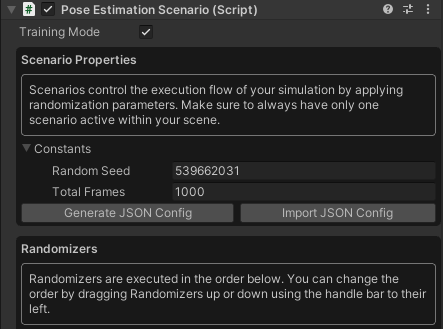 # Pose Estimation Scenario (Script)
Training Mode
Scenario Properties
Scenarios control the execution flow of your simulation by applying
randomization parameters. Make sure to always have only one
scenario active within your scene.
Constants
Random Seed 539662031
Total Frames 1000
Generate JSON Config Import JSON Config
Randomizers
Randomizers are executed in the order below. You can change the
order by dragging Randomizers up or down using the handle bar to their
left.